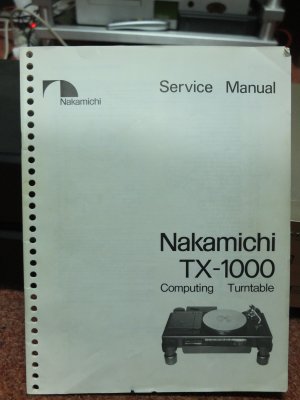 Nakamichi
Service Manual
Nakamichi
TX-1000
Computing Turntable